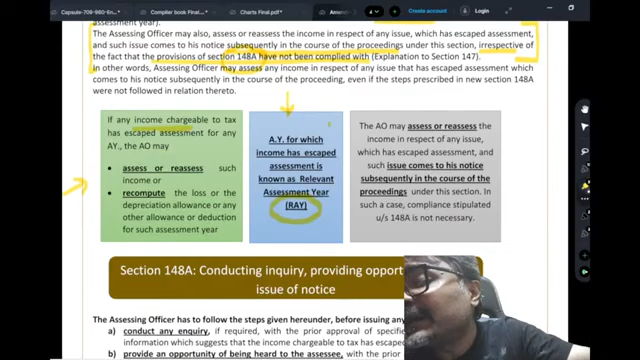 Capsule-709-980.pdf
Complier book Final...
Charts Final.pdf
Create account
Sign in
assessment year).
The Assessing Officer may also, assess or reassess the income in respect of any issue, which has escaped assessment,
and such issue comes to his notice subsequently in the course of the proceedings under this section, irrespective of
the fact that the provisions of section 148A have not been complied with (Explanation to Section 147).
In other words, Assessing Officer may assess any income in respect of any issue that has escaped assessment which
comes to his notice subsequently in the course of the proceeding, even if the steps prescribed in new section 148A
were not followed in relation thereto.
If any income chargeable to tax
has escaped assessment for any
AY., the AO may
• assess or reassess such
income or
• recompute the loss or the
depreciation allowance or any
other allowance or deduction
for such assessment year
A.Y. for which
income has escaped
assessment is
known as Relevant
Assessment Year
(RAY)
The AO may assess or reassess the
income in respect of any issue,
which has escaped assessment, and
such issue comes to his notice
subsequently in the course of the
proceedings under this section. In
such a case, compliance stipulated
u/s 148A is not necessary.
Section 148A: Conducting inquiry, providing opport
issue of notice
The Assessing Officer has to follow the steps given hereunder, before issuing any
a) conduct any enquiry, if required, with the prior approval of specifie
information which suggests that the income chargeable to tax has escape
b) provide an opportunity of being heard to the assessee, with the prior